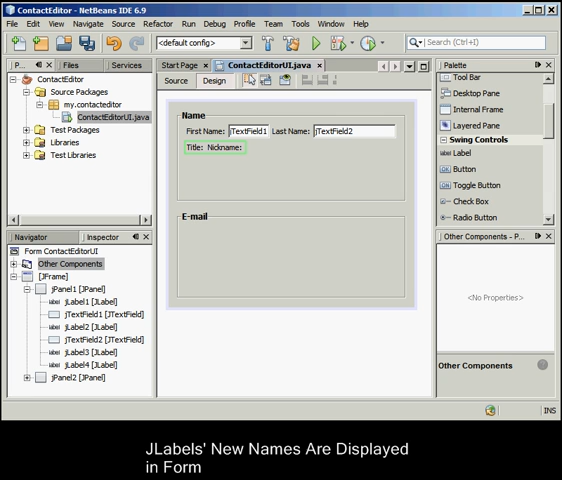 ContactEditor - NetBeans IDE 6.9
File Edit View Navigate Source Refactor Run Debug Profile Team Tools Window Help
<default config> Search (Ctrl+I)
P... Files Services
Start Page ContactEditorUI.java
Palette
ContactEditor
Source Packages
my.contacteditor
ContactEditorUI.java
Test Packages
Libraries
Test Libraries
Source Design
Name
First Name: jTextField1 Last Name: jTextField2
Title: Nickname:
E-mail
Tool Bar
Desktop Pane
Internal Frame
Layered Pane
Swing Controls
Label
Button
Toggle Button
Check Box
Radio Button
Navigator Inspector
Form ContactEditorUI
Other Components
[JFrame]
jPanel1 [JPanel]
jLabel1 [JLabel]
jTextField1 [JTextField]
jLabel2 [JLabel]
jTextField2 [JTextField]
jLabel3 [JLabel]
jLabel4 [JLabel]
jPanel2 [JPanel]
Other Components - P...
<No Properties>
Other Components
INS
JLabels' New Names Are Displayed
in Form